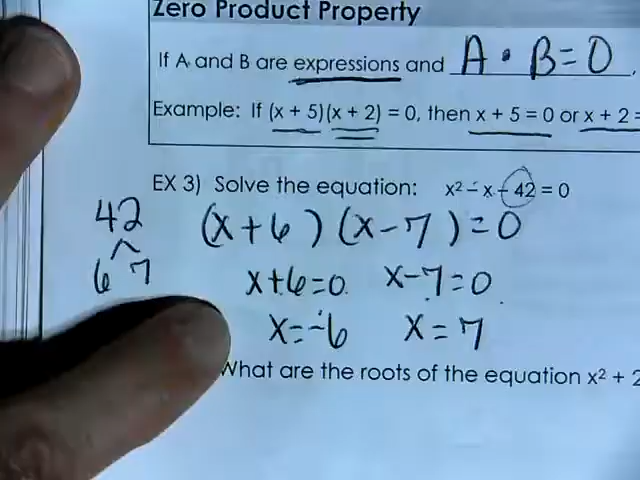 Zero Product Property
If A and B are expressions and A • B = 0.
Example: If (x + 5)(x + 2) = 0, then x + 5 = 0 or x + 2 =
EX 3) Solve the equation: x² – x – 42 = 0
42 (x+6)(x-7)=0
6 7 x+6=0 x-7=0
x=-6 x=7
What are the roots of the equation x² + 2